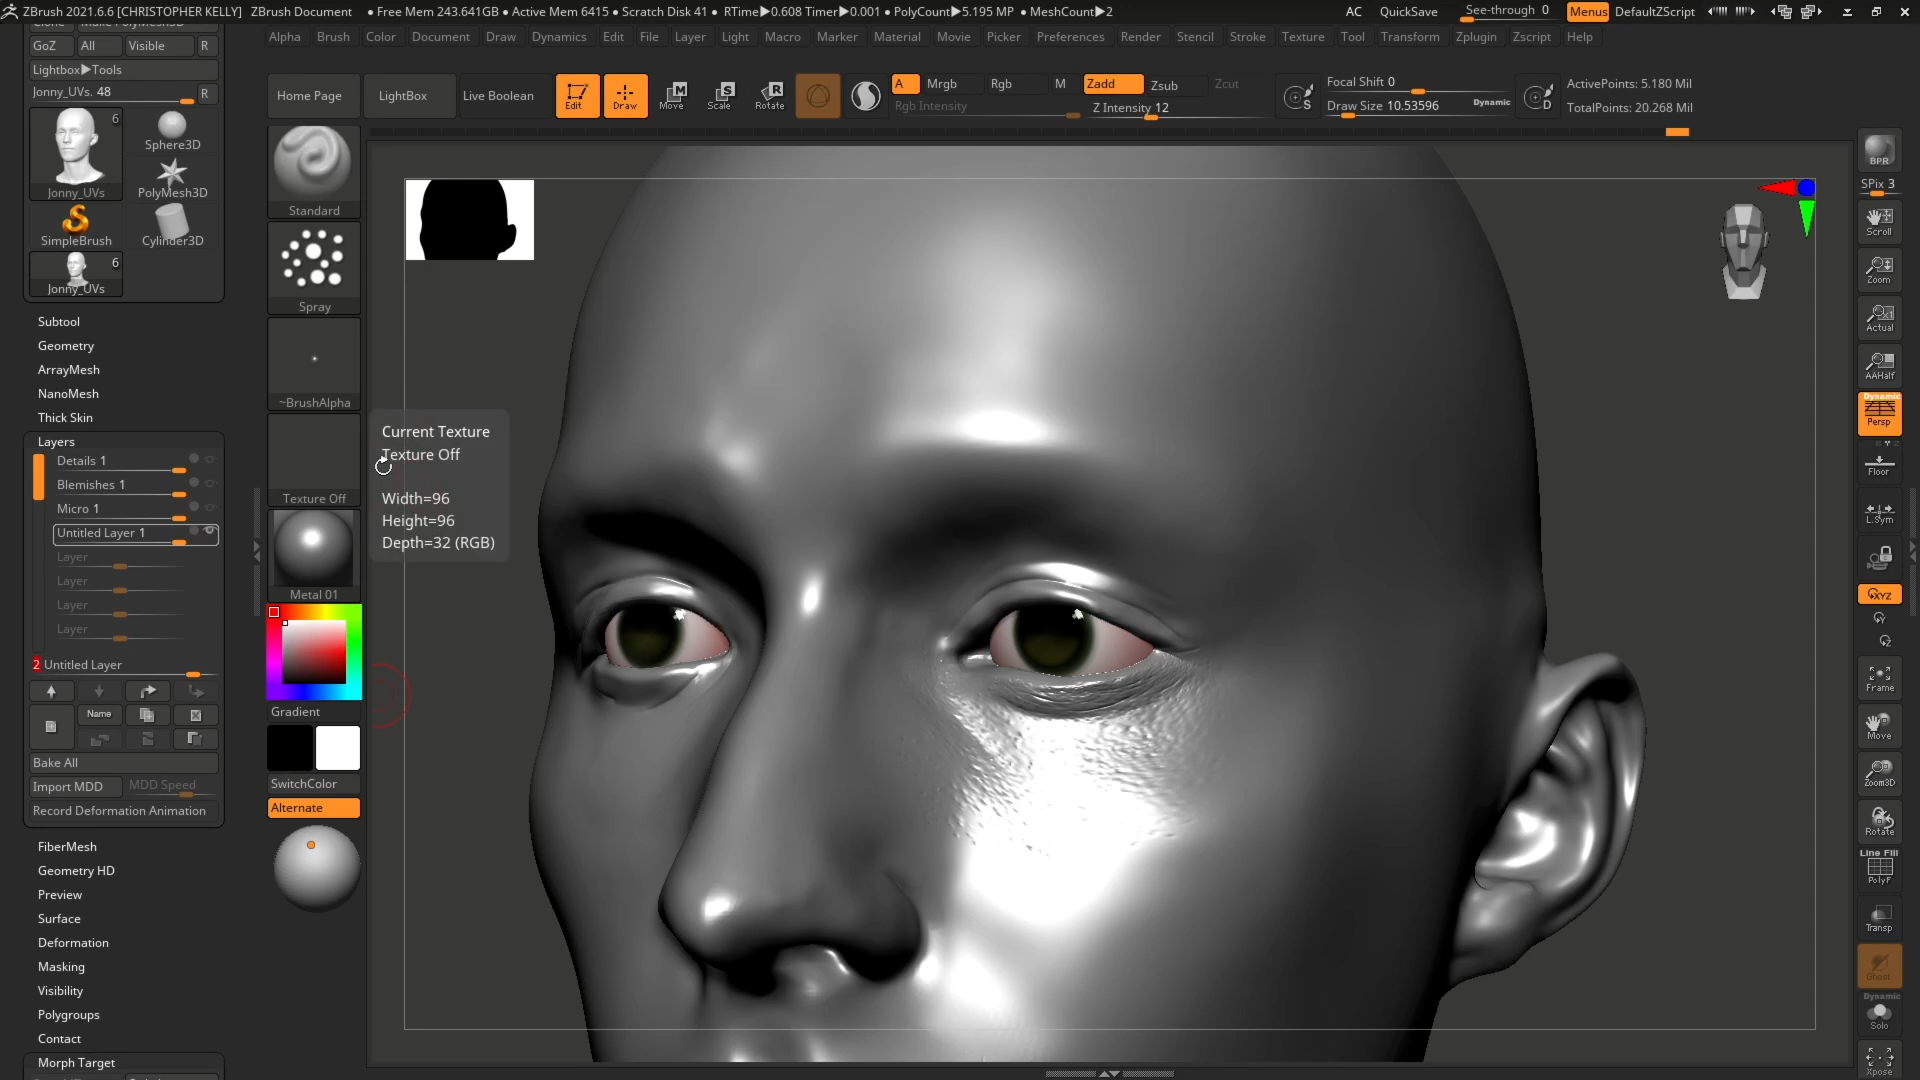 ZBrush 2021.6.6 [CHRISTOPHER KELLY] ZBrush Document • Free Mem 243.641GB • Active Mem 6415 • Scratch Disk 41 • RTime▶0.608 Timer▶0.001 • PolyCount▶5.195 MP • MeshCount▶2 AC QuickSave See-through 0 Menus DefaultZScript
Alpha Brush Color Document Draw Dynamics Edit File Layer Light Macro Marker Material Movie Picker Preferences Render Stencil Stroke Texture Tool Transform Zplugin Zscript Help
GoZ All Visible R
Lightbox▶Tools
Jonny_UVs. 48 R
6
Jonny_UVs
Sphere3D
PolyMesh3D
SimpleBrush
Cylinder3D
6
Jonny_UVs
Subtool
Geometry
ArrayMesh
NanoMesh
Thick Skin
Layers
Details 1
Blemishes 1
Micro 1
Untitled Layer 1
Layer
Layer
Layer
Layer
2 Untitled Layer
Name
Bake All
Import MDD MDD Speed
Record Deformation Animation
FiberMesh
Geometry HD
Preview
Surface
Deformation
Masking
Visibility
Polygroups
Contact
Morph Target
Home Page
LightBox
Live Boolean
Edit
Draw
Move
Scale
Rotate
A Mrgb Rgb M Zadd Zsub Zcut
Rgb Intensity
Z Intensity 12
S
Focal Shift 0
Draw Size 10.53596 Dynamic
D
ActivePoints: 5.180 Mil
TotalPoints: 20.268 Mil
Standard
Spray
~BrushAlpha
Texture Off
Metal 01
Gradient
SwitchColor
Alternate
Current Texture
Texture Off
Width=96
Height=96
Depth=32 (RGB)
BPR
SPix 3
Scroll
Zoom
Actual
AAHalf
Dynamic
Persp
Floor
L.Sym
XYZ
Frame
Move
Zoom3D
Rotate
Line Fill
PolyF
Transp
Ghost
Dynamic
Solo
Xpose